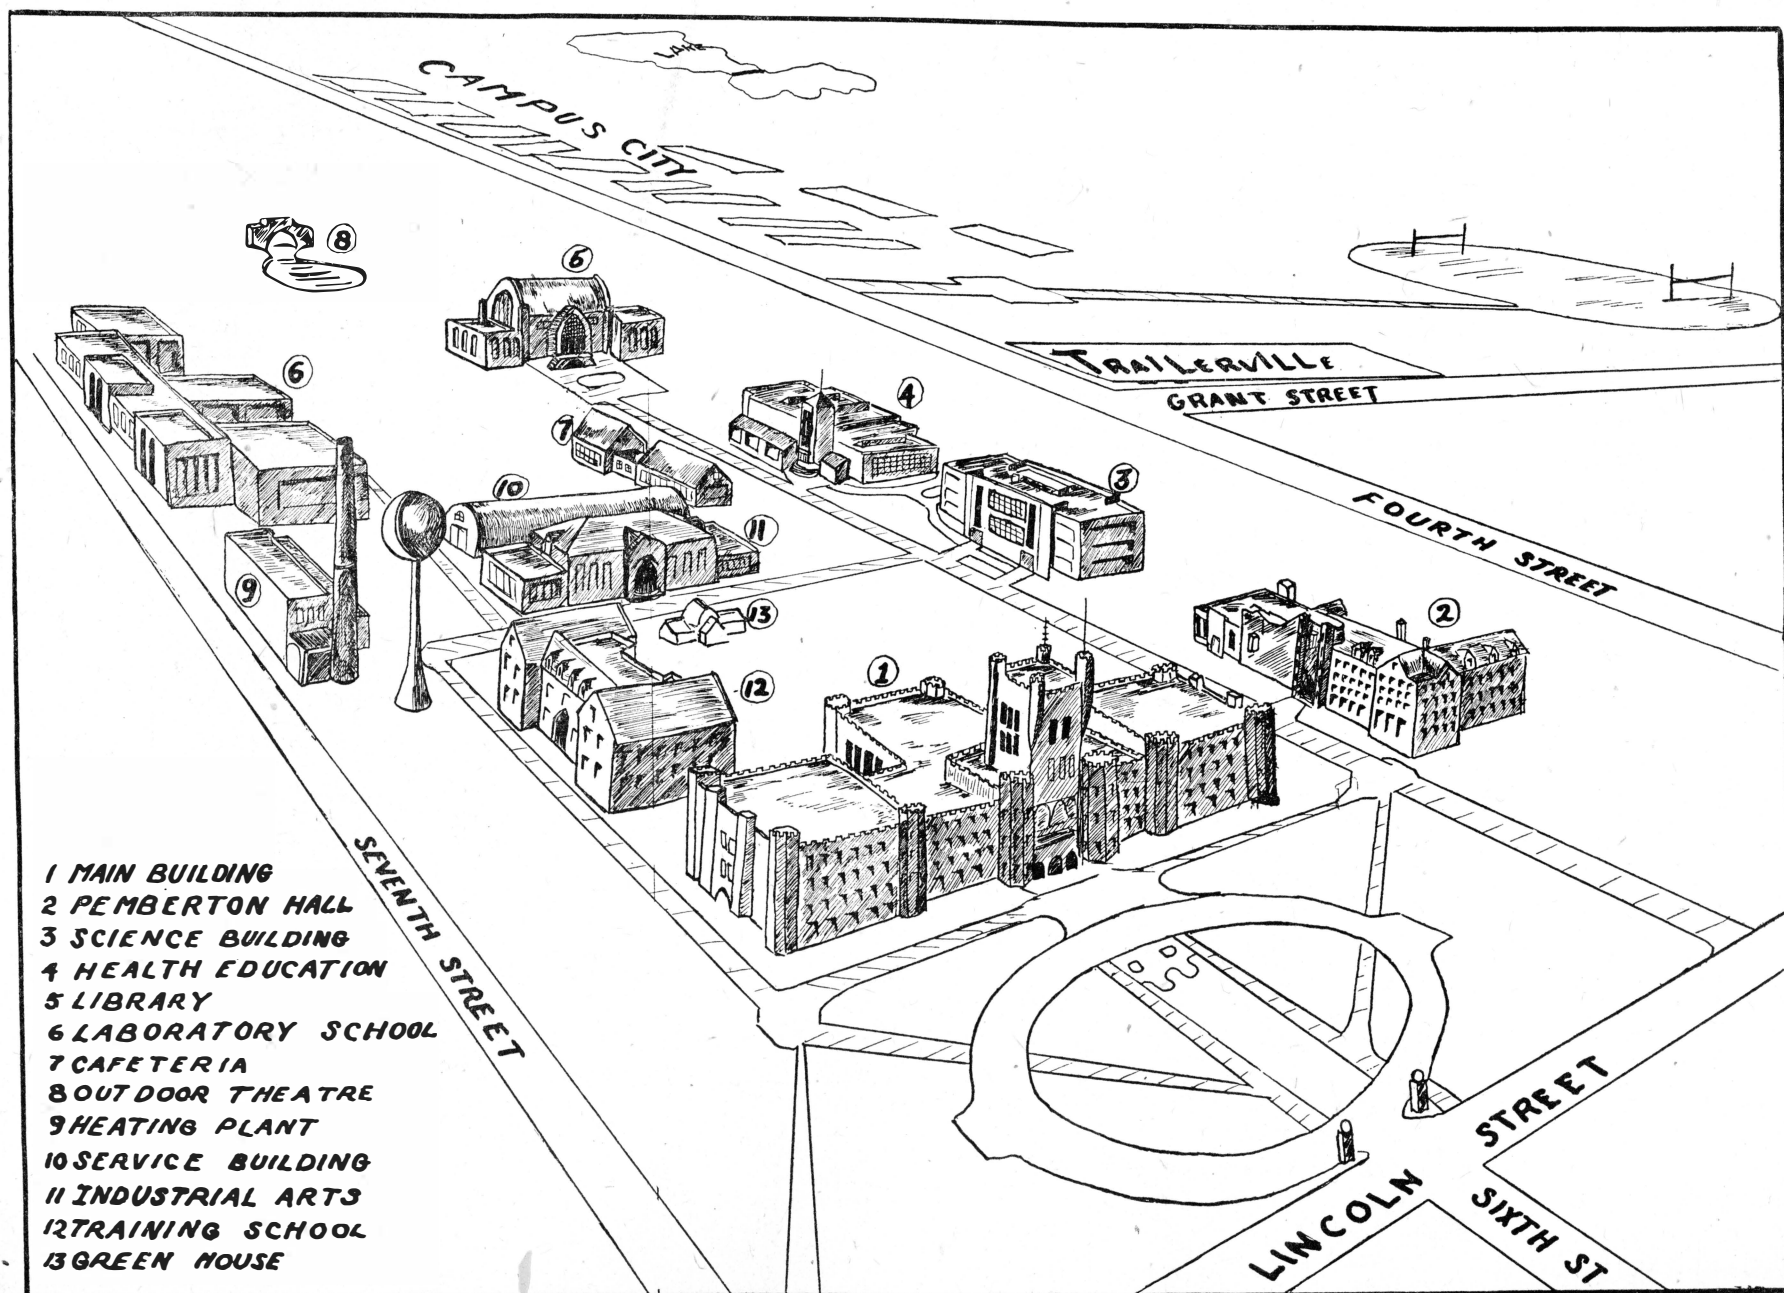 LAKE
CAMPUS CITY
8
5
6
4
7
TRAILERVILLE
GRANT STREET
3
10
11
FOURTH STREET
9
13
2
12
1
SEVENTH STREET
1 MAIN BUILDING
2 PEMBERTON HALL
3 SCIENCE BUILDING
4 HEALTH EDUCATION
5 LIBRARY
6 LABORATORY SCHOOL
7 CAFETERIA
8 OUTDOOR THEATRE
9 HEATING PLANT
10 SERVICE BUILDING
11 INDUSTRIAL ARTS
12 TRAINING SCHOOL
13 GREEN HOUSE
LINCOLN STREET
SIXTH ST